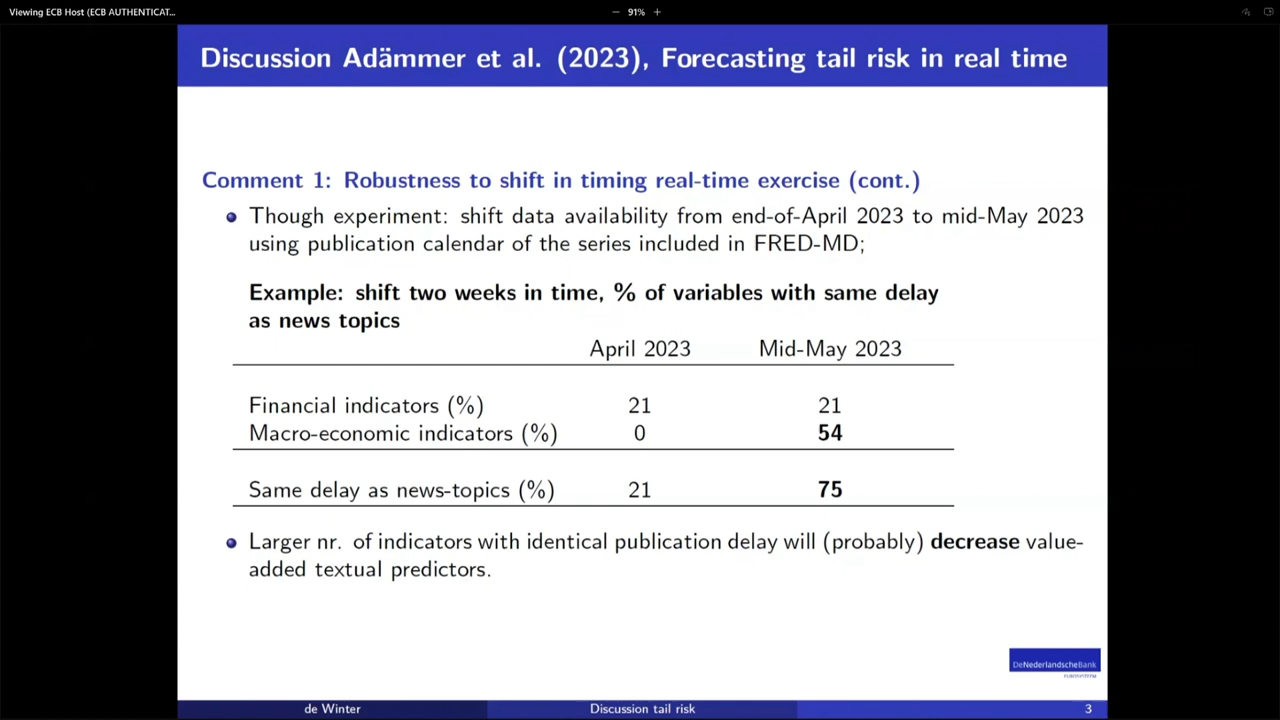 Viewing ECB Host (ECB AUTHENTICAT...
91%
Discussion Adämmer et al. (2023), Forecasting tail risk in real time
Comment 1: Robustness to shift in timing real-time exercise (cont.)
Though experiment: shift data availability from end-of-April 2023 to mid-May 2023
using publication calendar of the series included in FRED-MD;
Example: shift two weeks in time, % of variables with same delay
as news topics
April 2023 Mid-May 2023
Financial indicators (%) 21 21
Macro-economic indicators (%) 0 54
Same delay as news-topics (%) 21 75
Larger nr. of indicators with identical publication delay will (probably) decrease value-
added textual predictors.
DeNederlandscheBank
EUROSYSTEEM
de Winter Discussion tail risk 3